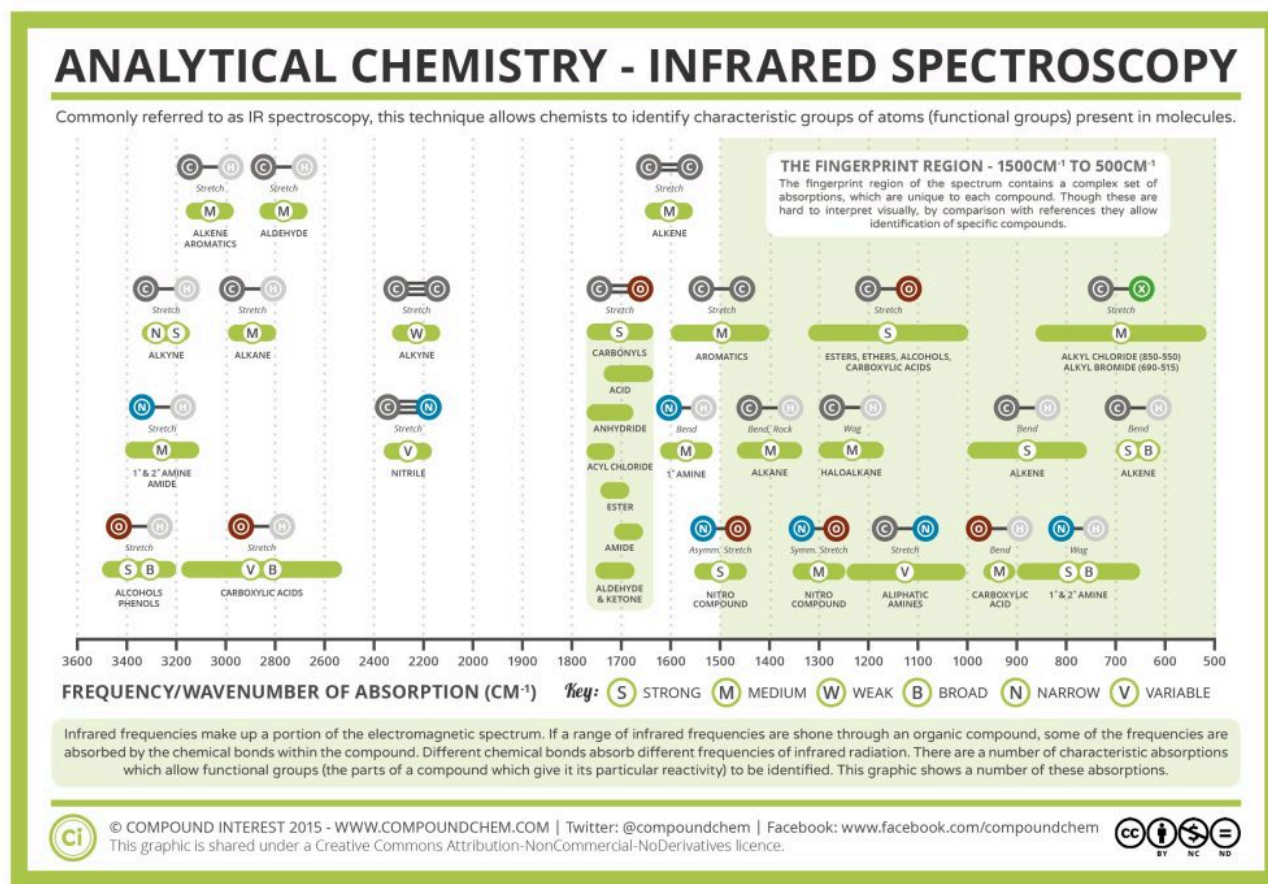 ANALYTICAL CHEMISTRY - INFRARED SPECTROSCOPY
Commonly referred to as IR spectroscopy, this technique allows chemists to identify characteristic groups of atoms (functional groups) present in molecules.
C H
Stretch
M
ALKENE
AROMATICS
C H
Stretch
M
ALDEHYDE
C C
Stretch
M
ALKENE
THE FINGERPRINT REGION - 1500CM-1 TO 500CM-1
The fingerprint region of the spectrum contains a complex set of
absorptions, which are unique to each compound. Though these are
hard to interpret visually, by comparison with references they allow
identification of specific compounds.
C H
Stretch
N S
ALKYNE
C H
Stretch
M
ALKANE
C C
Stretch
W
ALKYNE
C O
Stretch
S
CARBONYLS
ACID
ANHYDRIDE
ACYL CHLORIDE
ESTER
AMIDE
ALDEHYDE
& KETONE
C C
Stretch
M
AROMATICS
C O
Stretch
S
ESTERS, ETHERS, ALCOHOLS,
CARBOXYLIC ACIDS
C X
Stretch
M
ALKYL CHLORIDE (850-550)
ALKYL BROMIDE (690-515)
N H
Stretch
M
1° & 2° AMINE
AMIDE
C N
Stretch
V
NITRILE
N H
Bend
M
1° AMINE
C H
Bend, Rock
M
ALKANE
C H
Wag
M
HALOALKANE
C H
Bend
S
ALKENE
C H
Bend
S B
ALKENE
O H
Stretch
S B
ALCOHOLS
PHENOLS
O H
Stretch
V B
CARBOXYLIC ACIDS
N O
Asymm. Stretch
S
NITRO
COMPOUND
N O
Symm. Stretch
M
NITRO
COMPOUND
C N
Stretch
V
ALIPHATIC
AMINES
O H
Bend
M
CARBOXYLIC
ACID
N H
Wag
S B
1° & 2° AMINE
3600 3400 3200 3000 2800 2600 2400 2200 2000 1900 1800 1700 1600 1500 1400 1300 1200 1100 1000 900 800 700 600 500
FREQUENCY/WAVENUMBER OF ABSORPTION (CM-1)
Key: S STRONG M MEDIUM W WEAK B BROAD N NARROW V VARIABLE
Infrared frequencies make up a portion of the electromagnetic spectrum. If a range of infrared frequencies are shone through an organic compound, some of the frequencies are
absorbed by the chemical bonds within the compound. Different chemical bonds absorb different frequencies of infrared radiation. There are a number of characteristic absorptions
which allow functional groups (the parts of a compound which give it its particular reactivity) to be identified. This graphic shows a number of these absorptions.
Ci
© COMPOUND INTEREST 2015 - WWW.COMPOUNDCHEM.COM | Twitter: @compoundchem | Facebook: www.facebook.com/compoundchem
This graphic is shared under a Creative Commons Attribution-NonCommercial-NoDerivatives licence.
cc
BY NC ND